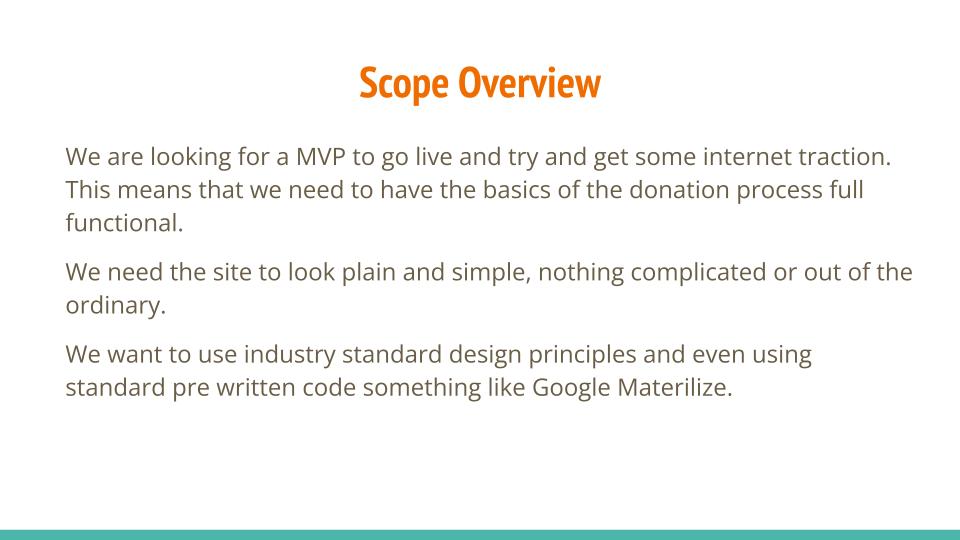 Scope Overview
We are looking for a MVP to go live and try and get some internet traction.
This means that we need to have the basics of the donation process full
functional.
We need the site to look plain and simple, nothing complicated or out of the
ordinary.
We want to use industry standard design principles and even using
standard pre written code something like Google Materilize.